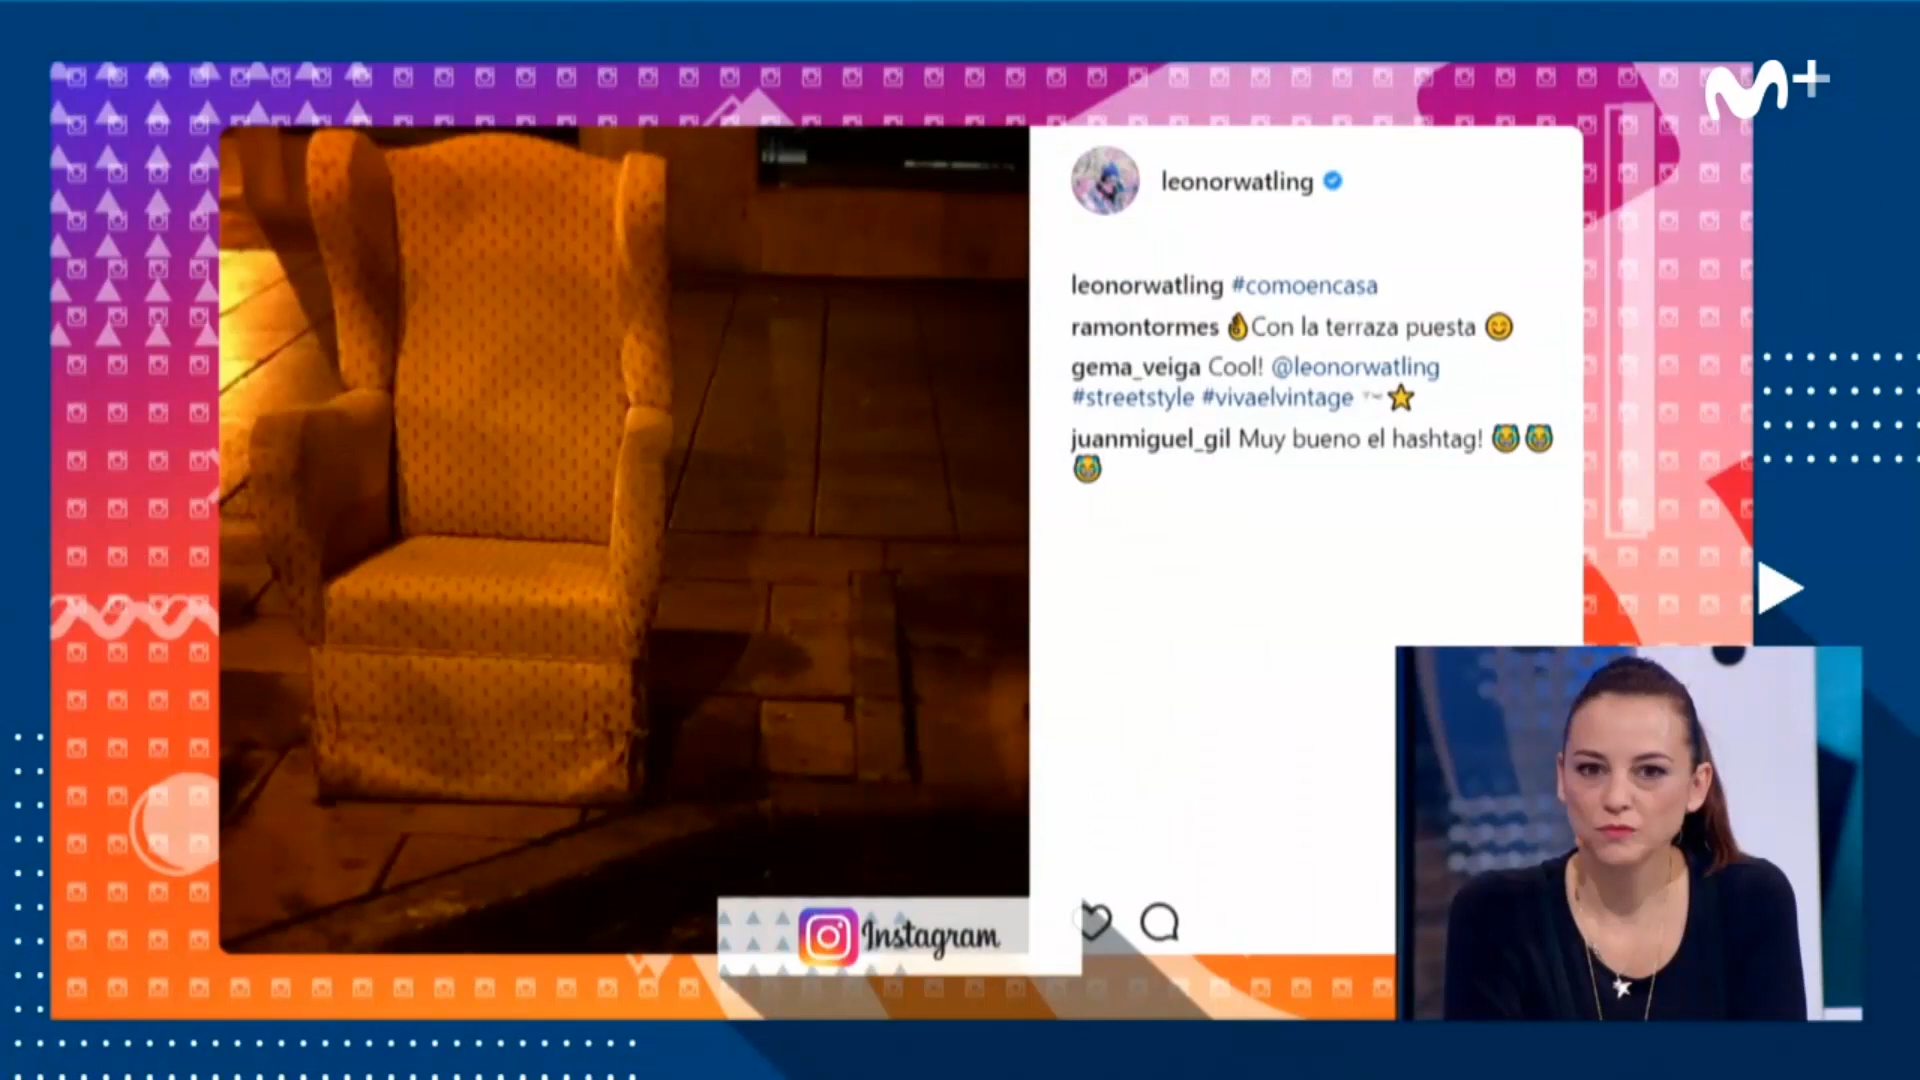 M+
leonorwatling
leonorwatling #comoencasa
ramontormes 👌Con la terraza puesta 😊
gema_veiga Cool! @leonorwatling
#streetstyle #vivaelvintage ⭐
juanmiguel_gil Muy bueno el hashtag!
Instagram